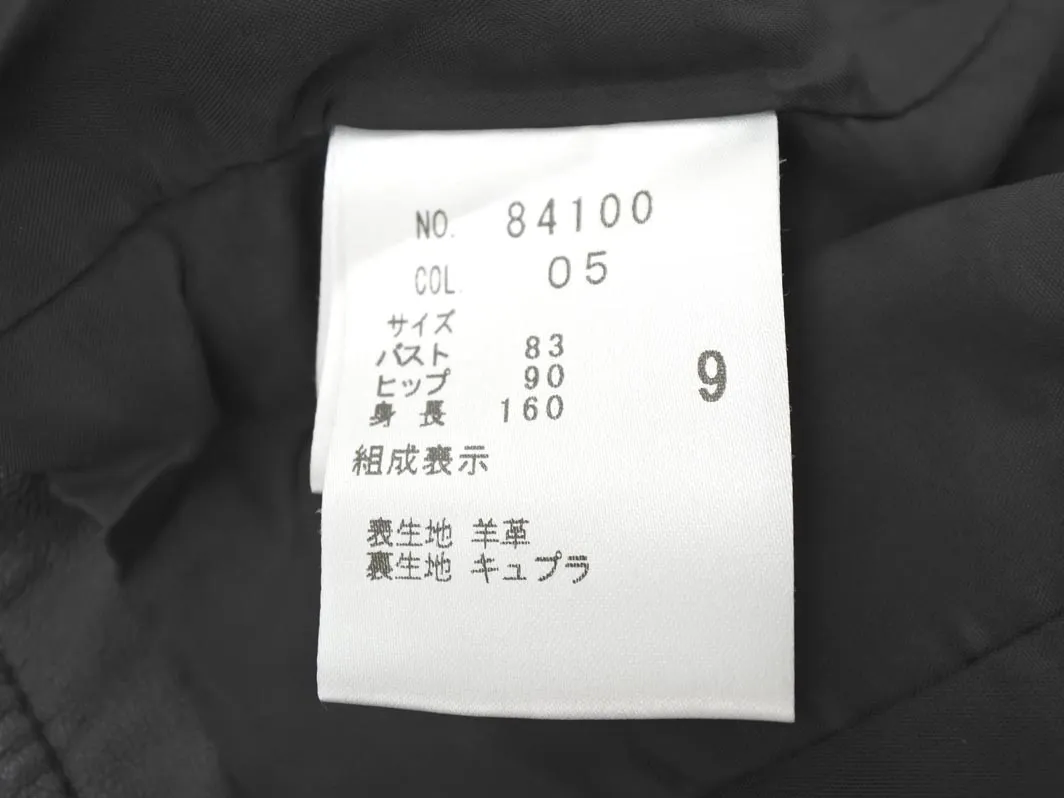 NO. 84100
COL. 05
サイズ
バスト 83
ヒップ 90 9
身長 160
組成表示
表生地 羊革
裏生地 キュプラ